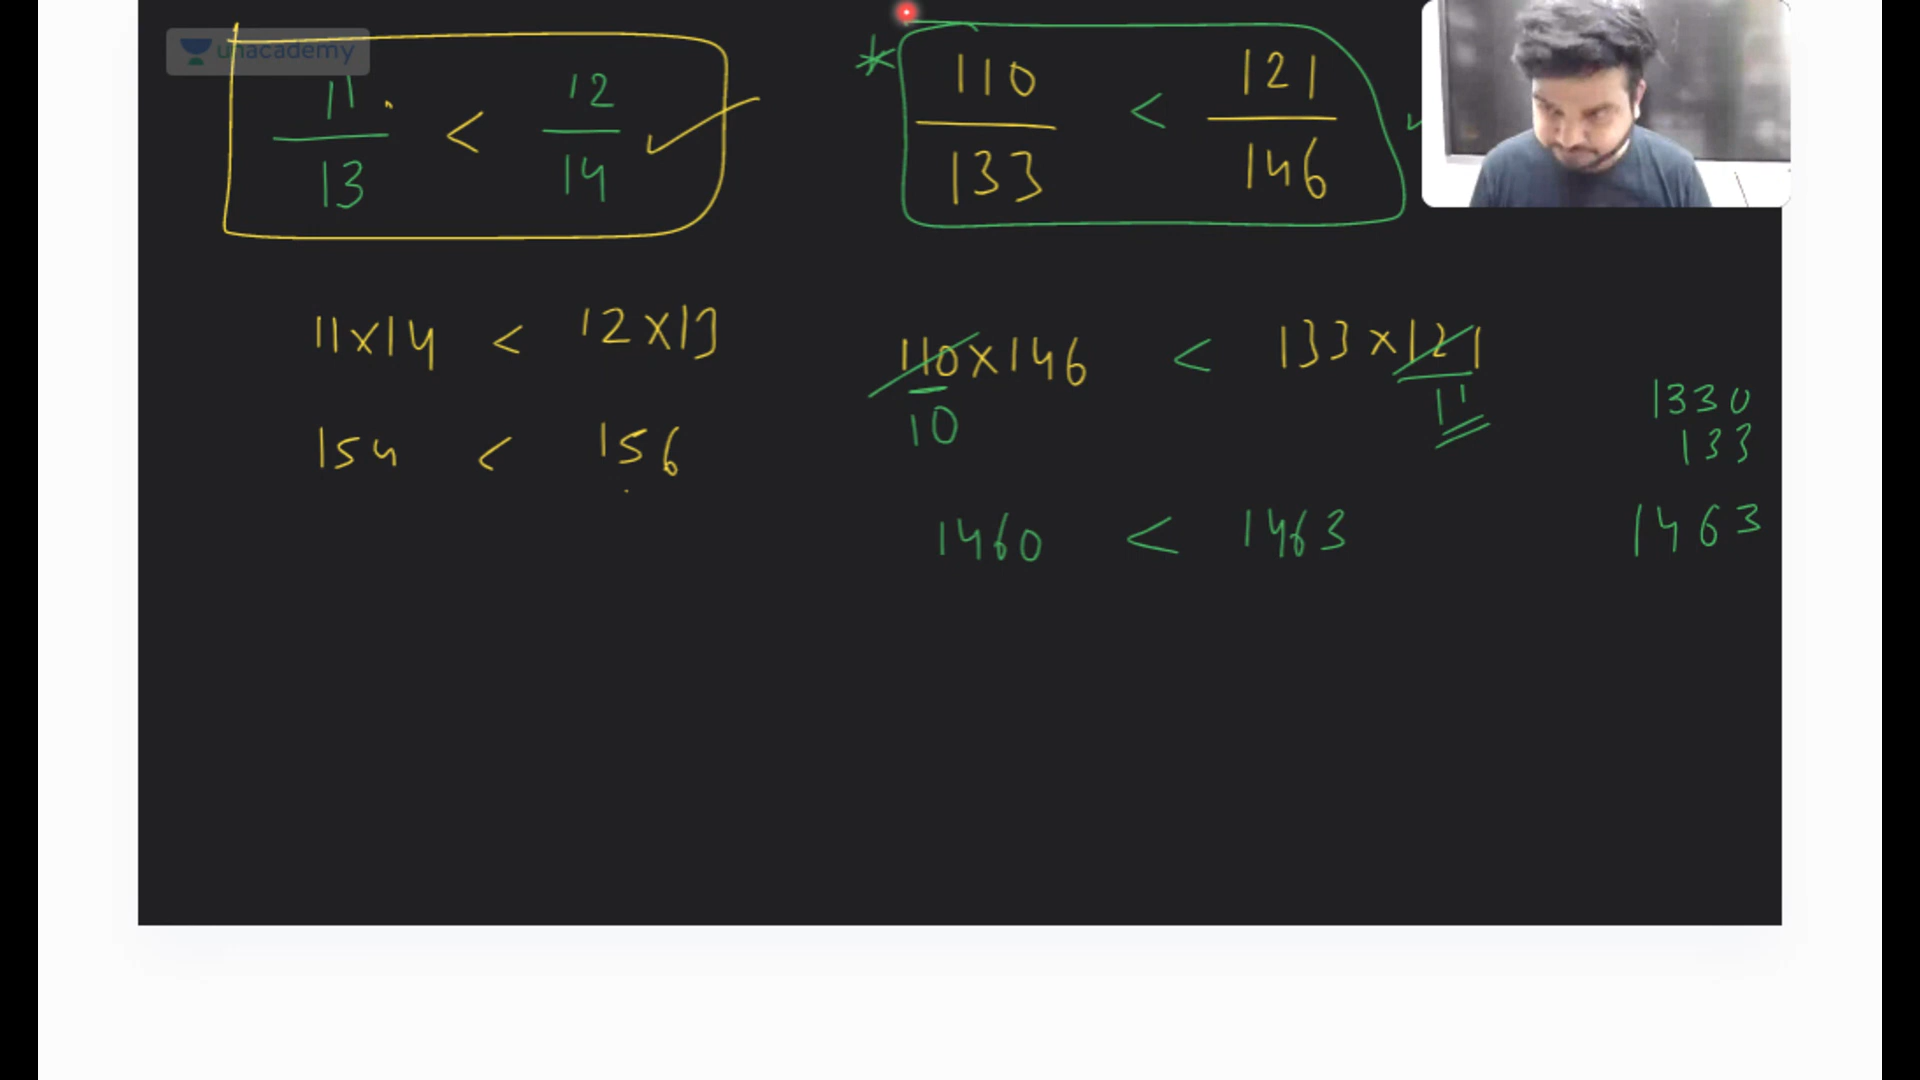 unacademy
11/13 < 12/14 ✓
11x14 < 12x13
154 < 156
* 110/133 < 121/146 ✓
110x146 < 133x121
10 11
1460 < 1463
1330
133
1463